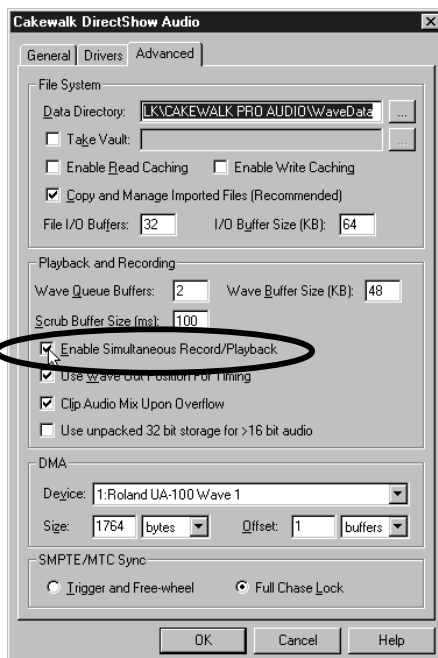 Cakewalk DirectShow Audio
General Drivers Advanced
File System
Data Directory: LK\CAKEWALK PRO AUDIO\WaveData ...
Take Vault: ...
Enable Read Caching Enable Write Caching
Copy and Manage Imported Files (Recommended)
File I/O Buffers: 32 I/O Buffer Size (KB): 64
Playback and Recording
Wave Queue Buffers: 2 Wave Buffer Size (KB): 48
Scrub Buffer Size (ms): 100
Enable Simultaneous Record/Playback
Use Wave Out Position For Timing
Clip Audio Mix Upon Overflow
Use unpacked 32 bit storage for >16 bit audio
DMA
Device: 1:Roland UA-100 Wave 1
Size: 1764 bytes Offset: 1 buffers
SMPTE/MTC Sync
Trigger and Free-wheel Full Chase Lock
OK Cancel Help